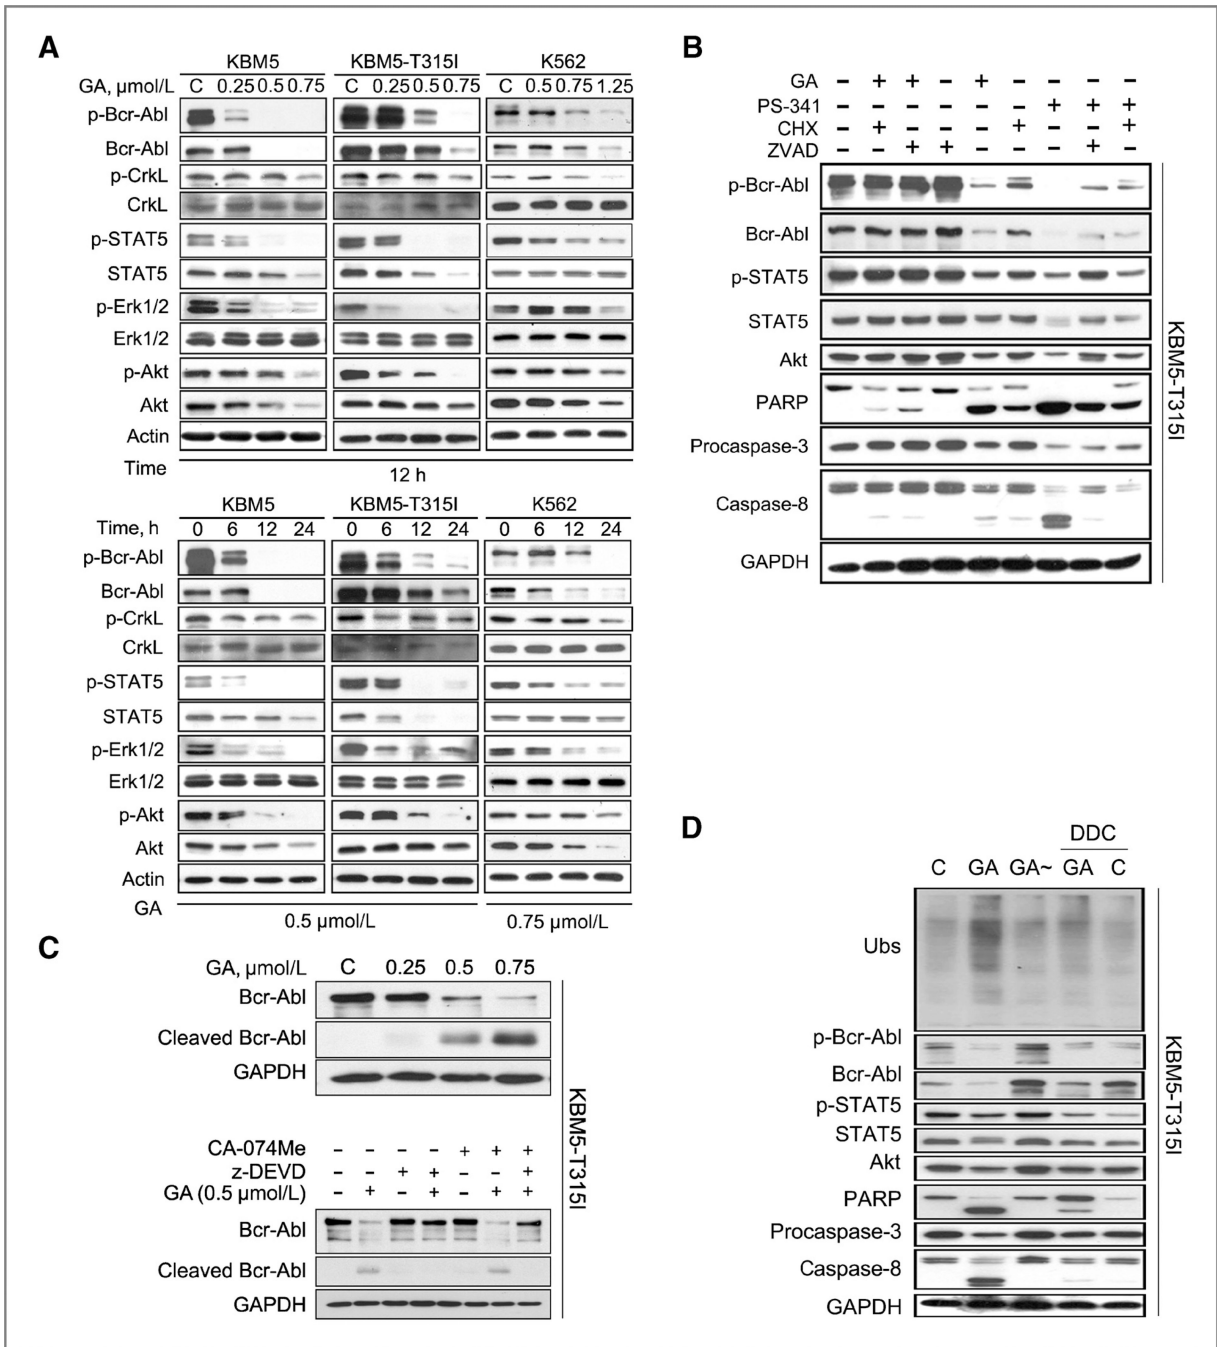 A
KBM5 KBM5-T315I K562
GA, μmol/L C 0.25 0.5 0.75 C 0.25 0.5 0.75 C 0.5 0.75 1.25
p-Bcr-Abl
Bcr-Abl
p-CrkL
CrkL
p-STAT5
STAT5
p-Erk1/2
Erk1/2
p-Akt
Akt
Actin
Time 12 h
KBM5 KBM5-T315I K562
Time, h 0 6 12 24 0 6 12 24 0 6 12 24
p-Bcr-Abl
Bcr-Abl
p-CrkL
CrkL
p-STAT5
STAT5
p-Erk1/2
Erk1/2
p-Akt
Akt
Actin
GA 0.5 μmol/L 0.75 μmol/L
B
GA – + + – + – – – –
PS-341 – – – – – – + + +
CHX – + – – – + – – +
ZVAD – – + + – – – + –
p-Bcr-Abl
Bcr-Abl
p-STAT5
STAT5
Akt
PARP
Procaspase-3
Caspase-8
GAPDH
KBM5-T315I
C
GA, μmol/L C 0.25 0.5 0.75
Bcr-Abl
Cleaved Bcr-Abl
GAPDH
CA-074Me – – – – + + +
z-DEVD – – + + – – +
GA (0.5 μmol/L) – + – + – + +
Bcr-Abl
Cleaved Bcr-Abl
GAPDH
KBM5-T315I
D
DDC
C GA GA~ GA C
Ubs
p-Bcr-Abl
Bcr-Abl
p-STAT5
STAT5
Akt
PARP
Procaspase-3
Caspase-8
GAPDH
KBM5-T315I